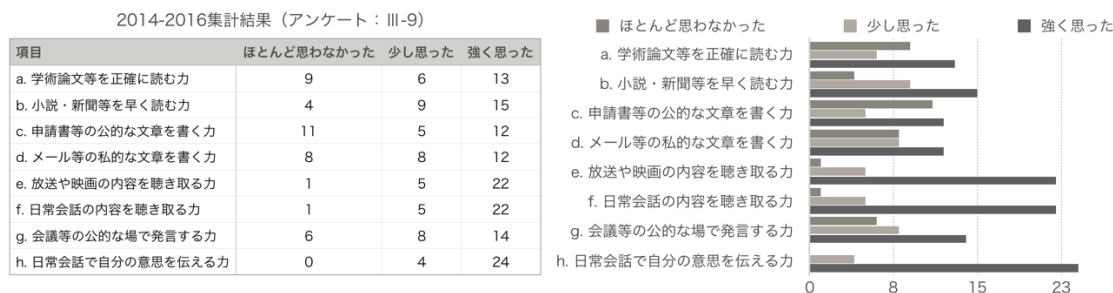 2014-2016集計結果（アンケート：Ⅲ-9）
項目 ほとんど思わなかった 少し思った 強く思った
a. 学術論文等を正確に読む力 9 6 13
b. 小説・新聞等を早く読む力 4 9 15
c. 申請書等の公的な文章を書く力 11 5 12
d. メール等の私的な文章を書く力 8 8 12
e. 放送や映画の内容を聴き取る力 1 5 22
f. 日常会話の内容を聴き取る力 1 5 22
g. 会議等の公的な場で発言する力 6 8 14
h. 日常会話で自分の意思を伝える力 0 4 24
ほとんど思わなかった 少し思った 強く思った
a. 学術論文等を正確に読む力
b. 小説・新聞等を早く読む力
c. 申請書等の公的な文章を書く力
d. メール等の私的な文章を書く力
e. 放送や映画の内容を聴き取る力
f. 日常会話の内容を聴き取る力
g. 会議等の公的な場で発言する力
h. 日常会話で自分の意思を伝える力
0 8 15 23